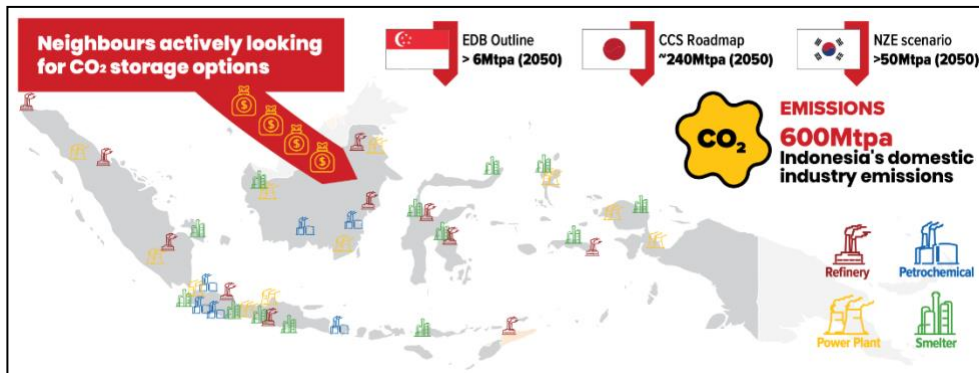 Neighbours actively looking
for CO₂ storage options
EDB Outline
> 6Mtpa (2050)
CCS Roadmap
~240Mtpa (2050)
NZE scenario
>50Mtpa (2050)
CO₂
EMISSIONS
600Mtpa
Indonesia's domestic
industry emissions
Refinery
Petrochemical
Power Plant
Smelter